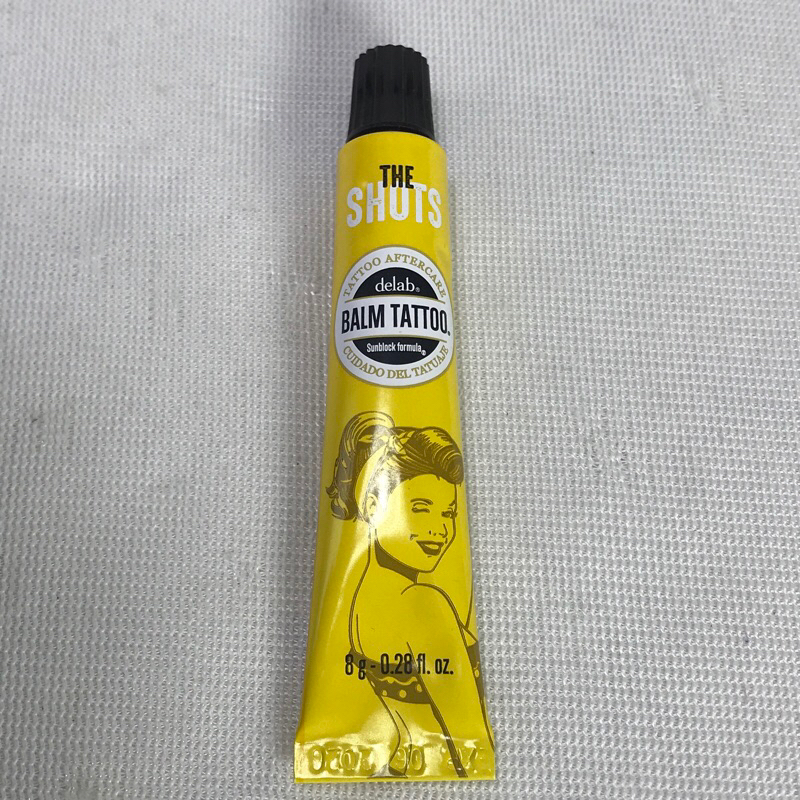 THE
SHOTS
TATTOO AFTERCARE
delab®
BALM TATTOO®
Sunblock formula
CUIDADO DEL TATUAJE
8 g - 0.28 fl. oz.